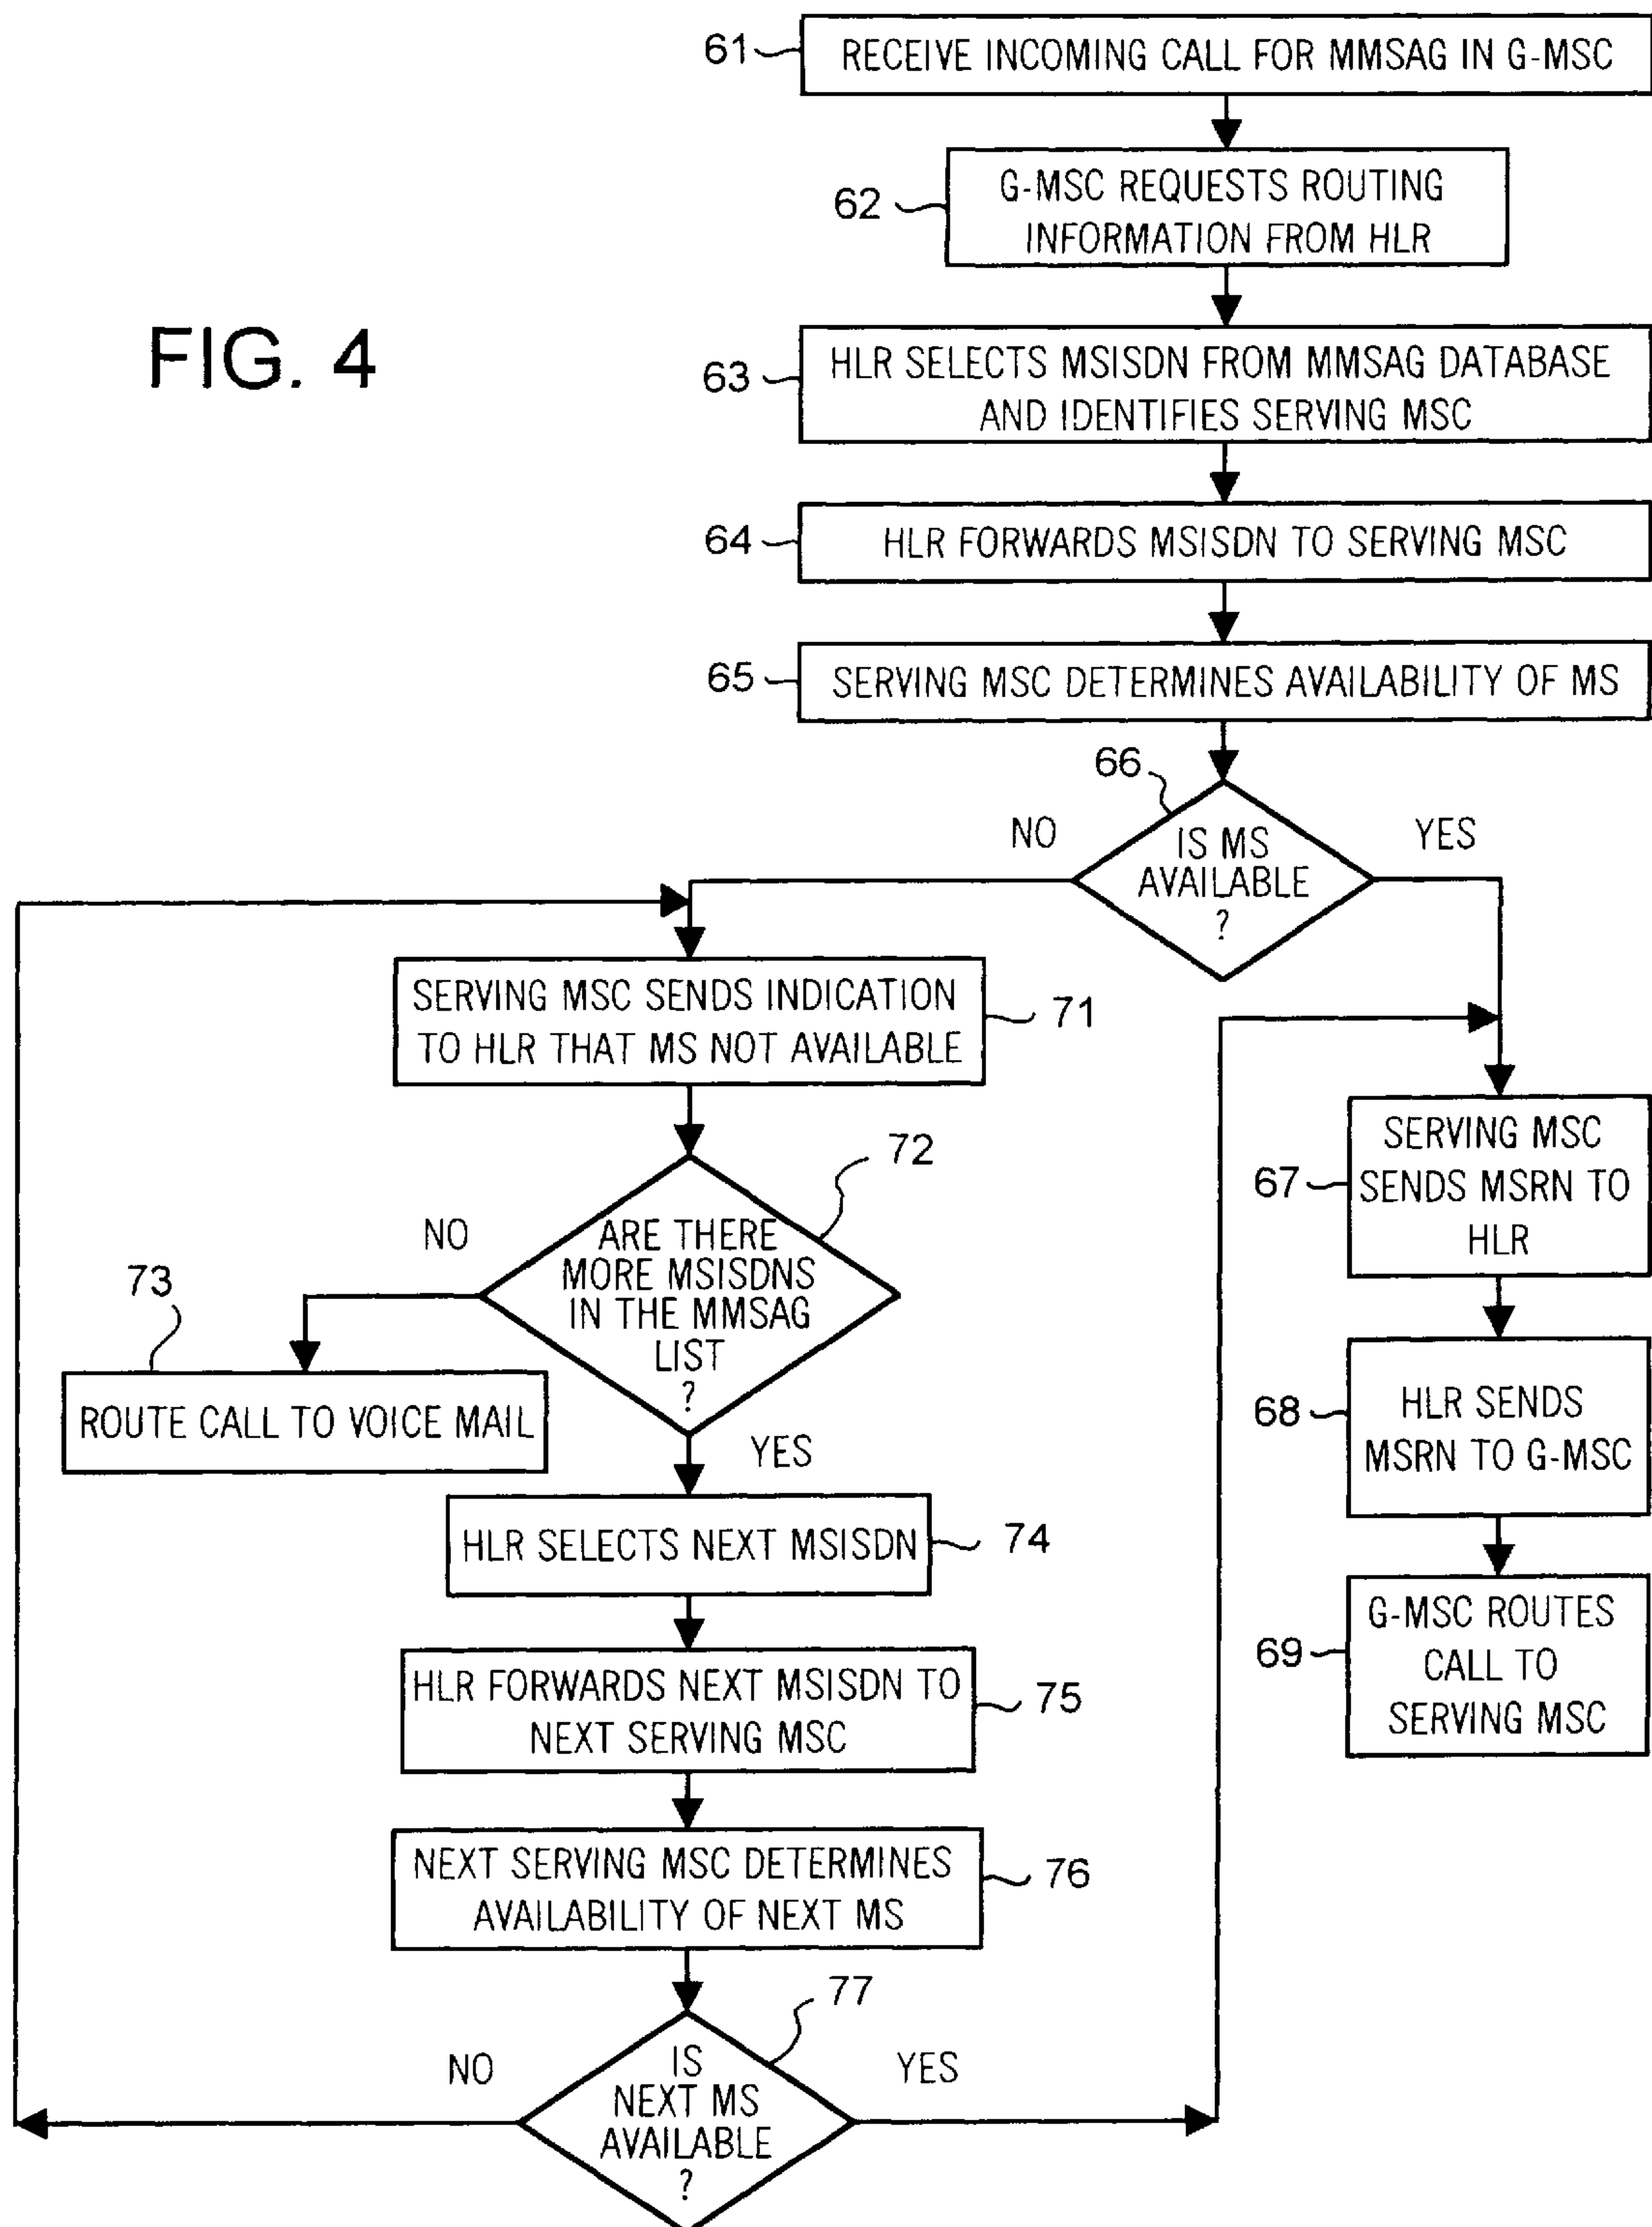 61
RECEIVE INCOMING CALL FOR MMSAG IN G-MSC
62
G-MSC REQUESTS ROUTING
INFORMATION FROM HLR
FIG. 4
63
HLR SELECTS MSISDN FROM MMSAG DATABASE
AND IDENTIFIES SERVING MSC
64
HLR FORWARDS MSISDN TO SERVING MSC
65
SERVING MSC DETERMINES AVAILABILITY OF MS
66
NO
IS MS
AVAILABLE
?
YES
SERVING MSC SENDS INDICATION
TO HLR THAT MS NOT AVAILABLE
71
72
NO
ARE THERE
MORE MSISDNS
IN THE MMSAG
LIST
?
73
ROUTE CALL TO VOICE MAIL
YES
HLR SELECTS NEXT MSISDN
74
HLR FORWARDS NEXT MSISDN TO
NEXT SERVING MSC
75
NEXT SERVING MSC DETERMINES
AVAILABILITY OF NEXT MS
76
77
NO
IS
NEXT MS
AVAILABLE
?
YES
67
SERVING MSC
SENDS MSRN TO
HLR
68
HLR SENDS
MSRN TO G-MSC
69
G-MSC ROUTES
CALL TO
SERVING MSC